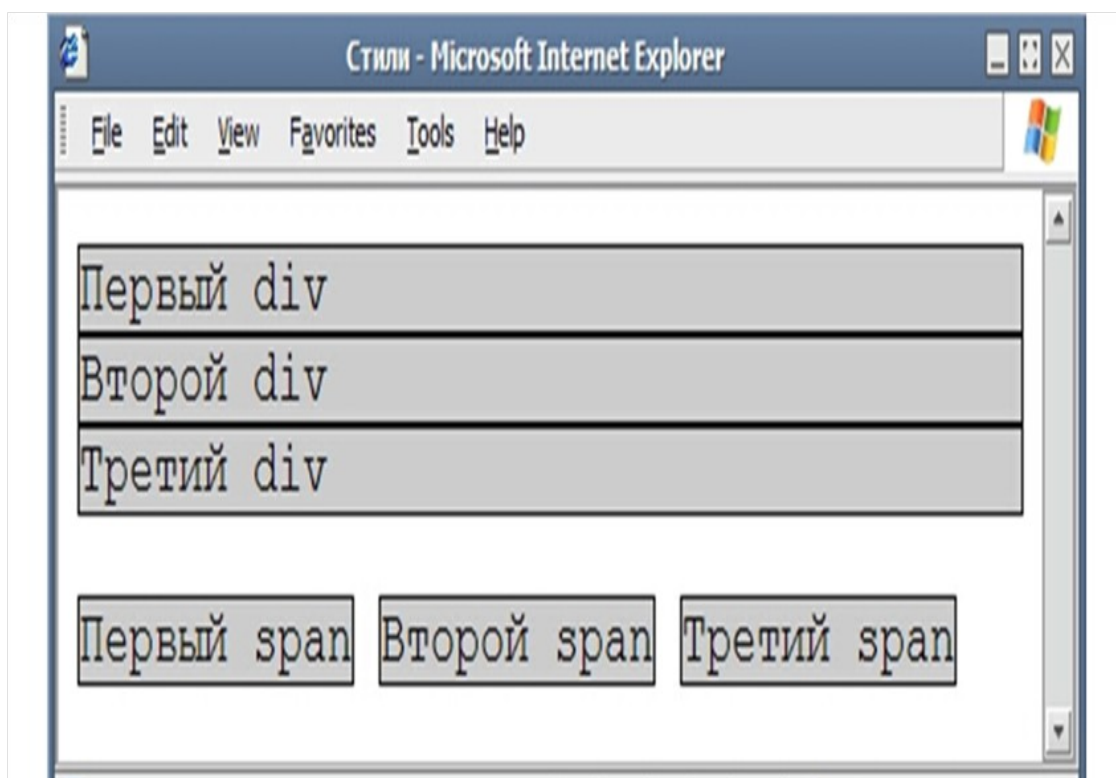 Стили - Microsoft Internet Explorer
File Edit View Favorites Tools Help
Первый div
Второй div
Третий div
Первый span Второй span Третий span